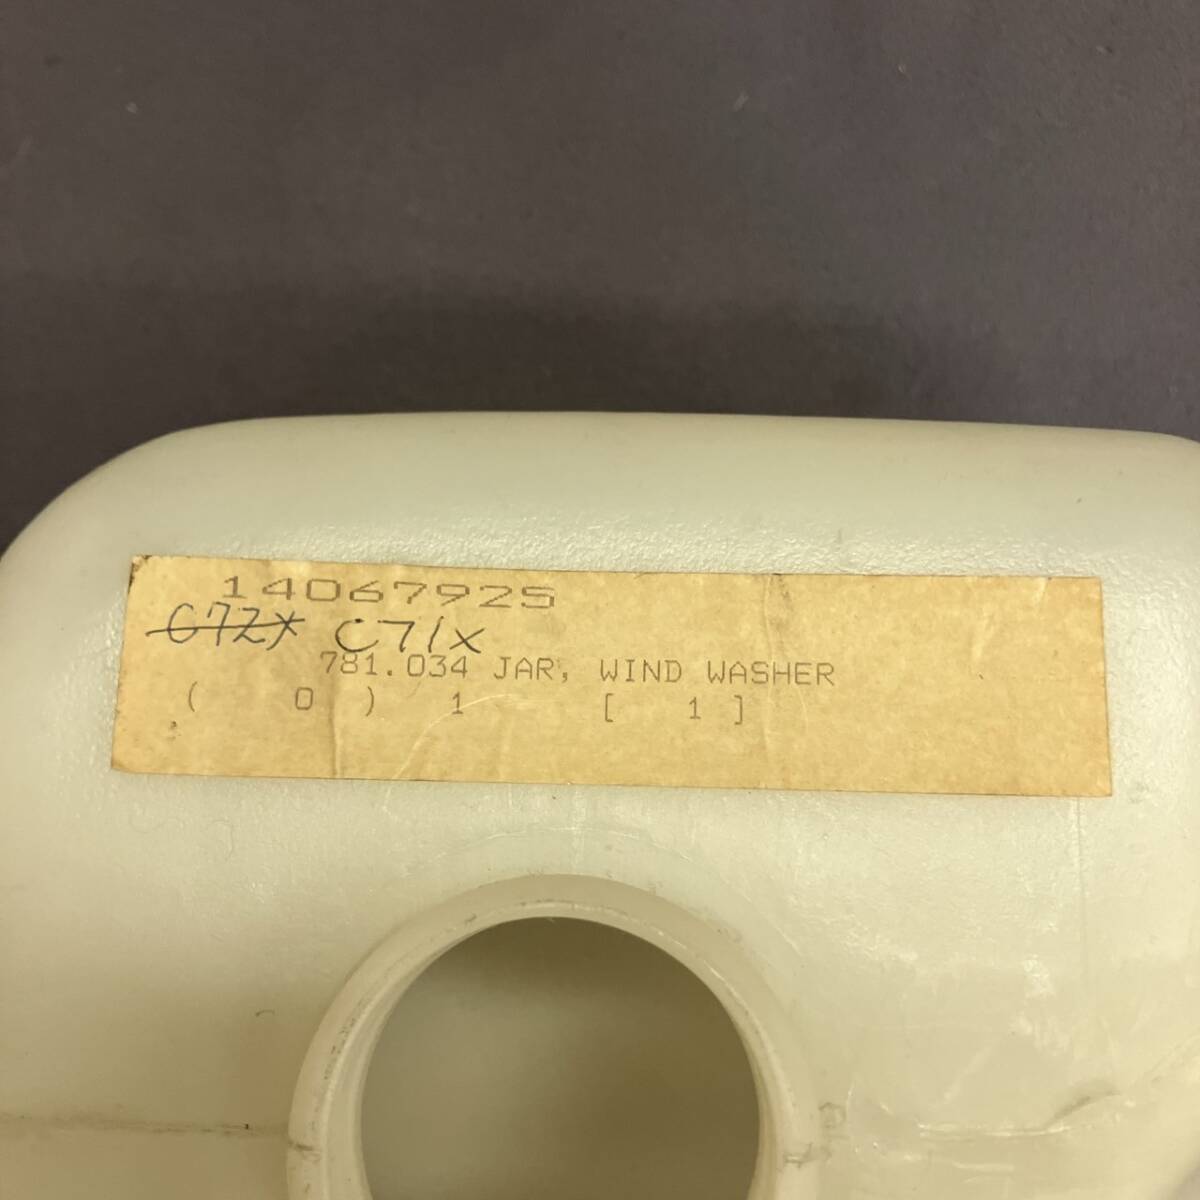 14067925
C72X C71X
781.034 JAR, WIND WASHER
( 0 ) 1 [ 1 ]